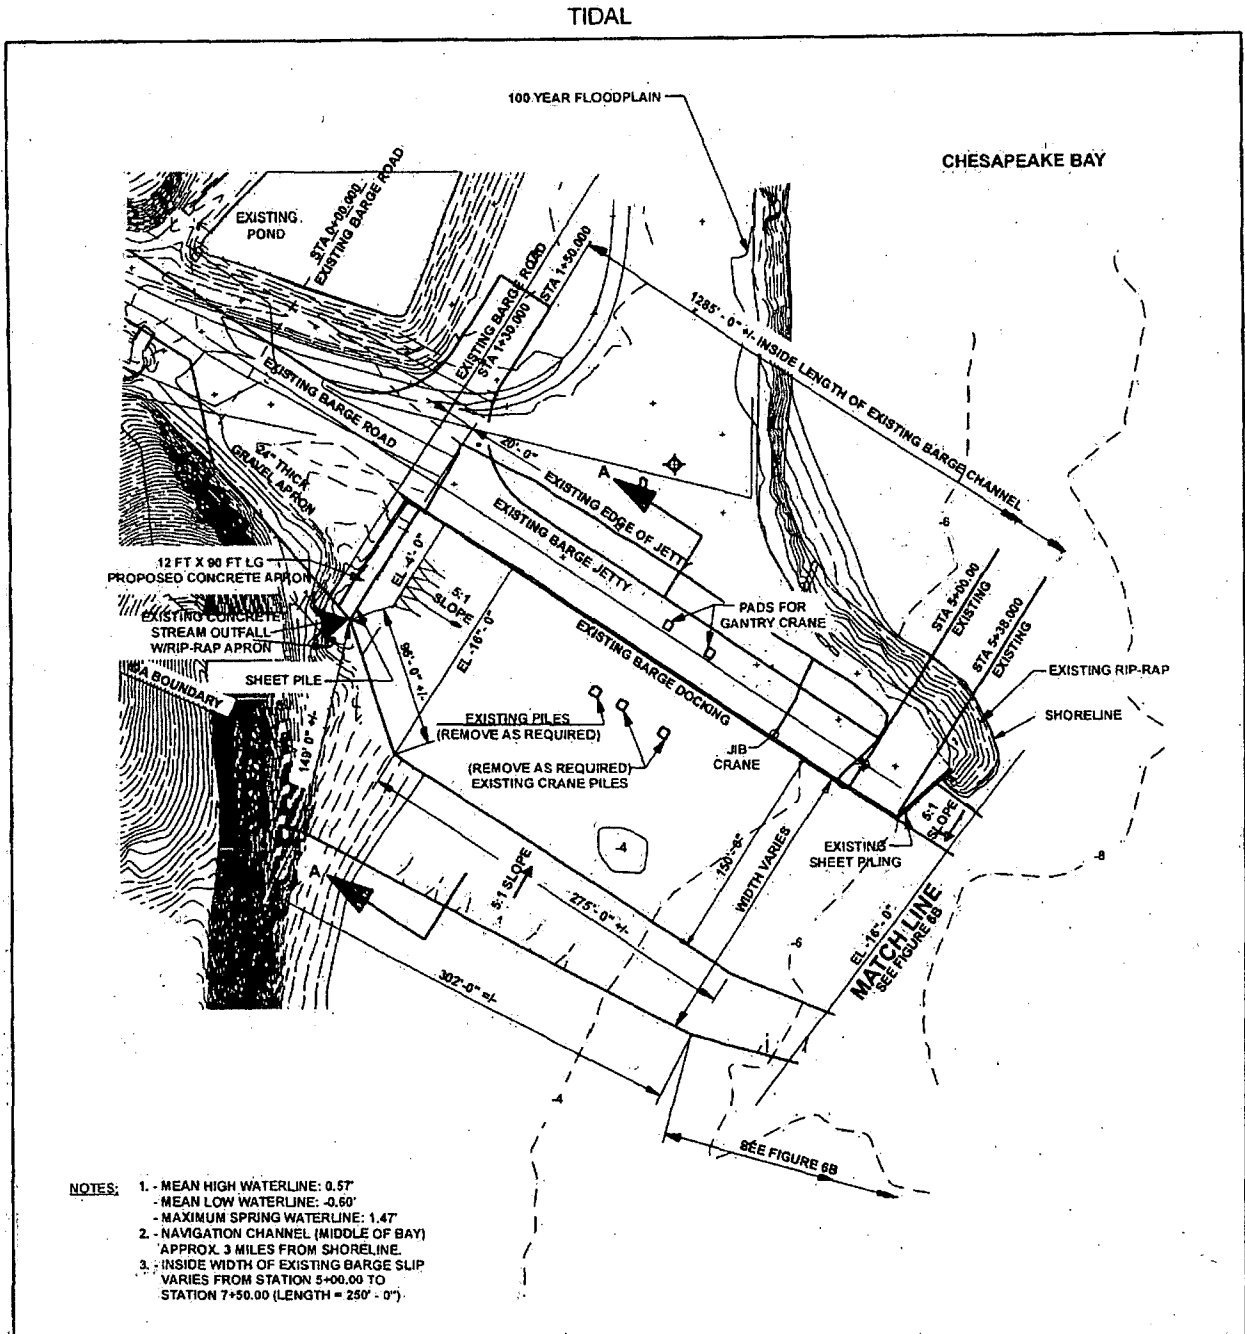 TIDAL
100 YEAR FLOODPLAIN
CHESAPEAKE BAY
EXISTING
POND
STA 0+00.000
EXISTING BARGE ROAD
EXISTING BARGE ROAD
STA 1+30.000
STA 1+50.000
1285' - 0" +/- INSIDE LENGTH OF EXISTING BARGE CHANNEL
EXISTING BARGE ROAD
24" THICK
GRAVEL APRON
20'- 0"
EXISTING EDGE OF JETTY
A
EXISTING BARGE JETTY
-6
12 FT X 90 FT LG
PROPOSED CONCRETE APRON
EL -4'- 0"
5:1
SLOPE
EL -16'- 0"
EXISTING CONCRETE
STREAM OUTFALL
W/RIP-RAP APRON
SHEET PILE
96'- 0" +/-
PADS FOR
GANTRY CRANE
STA 5+00.00
EXISTING
STA 5+38.000
EXISTING
EXISTING BARGE DOCKING
EXISTING RIP-RAP
SHORELINE
BOUNDARY
149' 0" +/-
EXISTING PILES
(REMOVE AS REQUIRED)
(REMOVE AS REQUIRED)
EXISTING CRANE PILES
JIB
CRANE
5:1
SLOPE
EXISTING
SHEET PILING
150'- 0"
WIDTH VARIES
-4
-8
A
5:1 SLOPE
275'- 0" +/-
-6
EL -16'- 0"
MATCH LINE
SEE FIGURE 6B
302'-0" =/-
-4
SEE FIGURE 6B
NOTES: 1. - MEAN HIGH WATERLINE: 0.57'
- MEAN LOW WATERLINE: -0.60'
- MAXIMUM SPRING WATERLINE: 1.47'
2. - NAVIGATION CHANNEL (MIDDLE OF BAY)
APPROX. 3 MILES FROM SHORELINE.
3. - INSIDE WIDTH OF EXISTING BARGE SLIP
VARIES FROM STATION 5+00.00 TO
STATION 7+50.00 (LENGTH = 250' - 0")